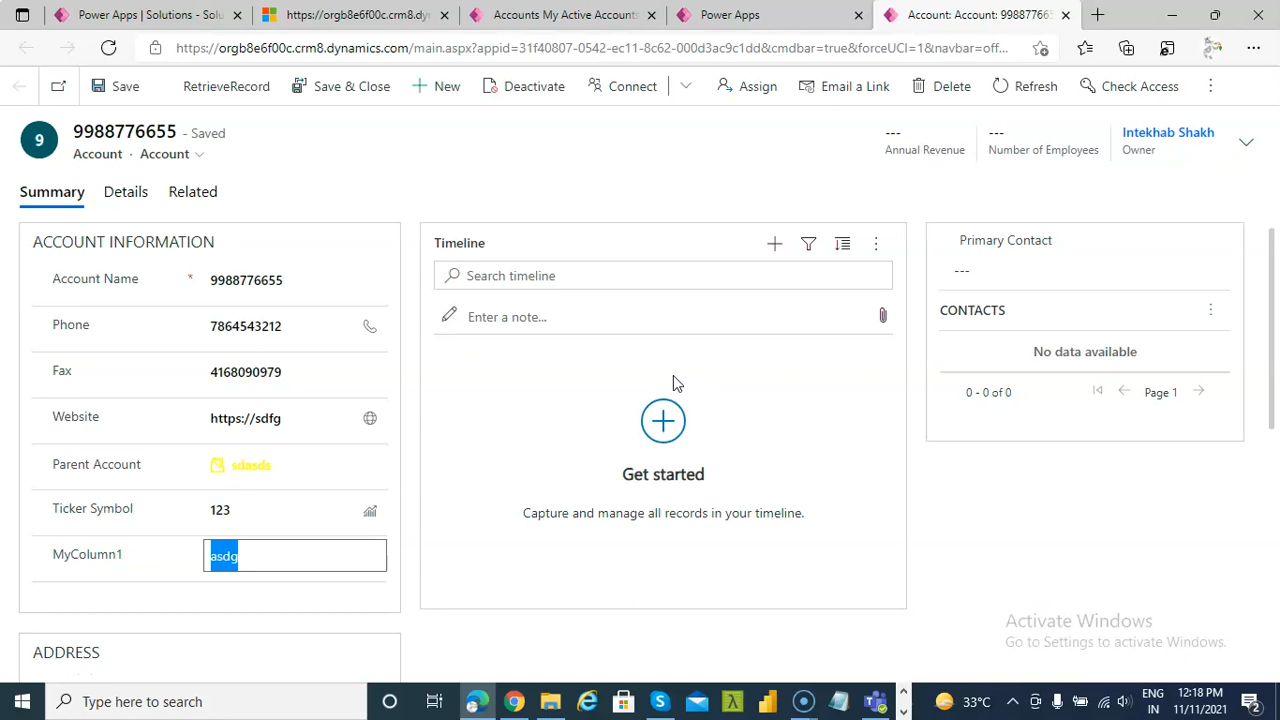 Power Apps | Solutions - Solu
https://orgb8e6f00c.crm8.dyn
Accounts My Active Accounts
Power Apps
Account: Account: 998877665
https://orgb8e6f00c.crm8.dynamics.com/main.aspx?appid=31f40807-0542-ec11-8c62-000d3ac9c1dd&cmdbar=true&forceUCI=1&navbar=off...
Save
RetrieveRecord
Save & Close
New
Deactivate
Connect
Assign
Email a Link
Delete
Refresh
Check Access
9
9988776655 - Saved
Account · Account
---
Annual Revenue
---
Number of Employees
Intekhab Shakh
Owner
Summary
Details
Related
ACCOUNT INFORMATION
Account Name * 9988776655
Phone 7864543212
Fax 4168090979
Website https://sdfg
Parent Account sdasds
Ticker Symbol 123
MyColumn1 asdg
ADDRESS
Timeline
Search timeline
Enter a note...
Get started
Capture and manage all records in your timeline.
Primary Contact
---
CONTACTS
No data available
0 - 0 of 0
Page 1
Activate Windows
Go to Settings to activate Windows.
Type here to search
33°C
ENG
IN
12:18 PM
11/11/2021
2